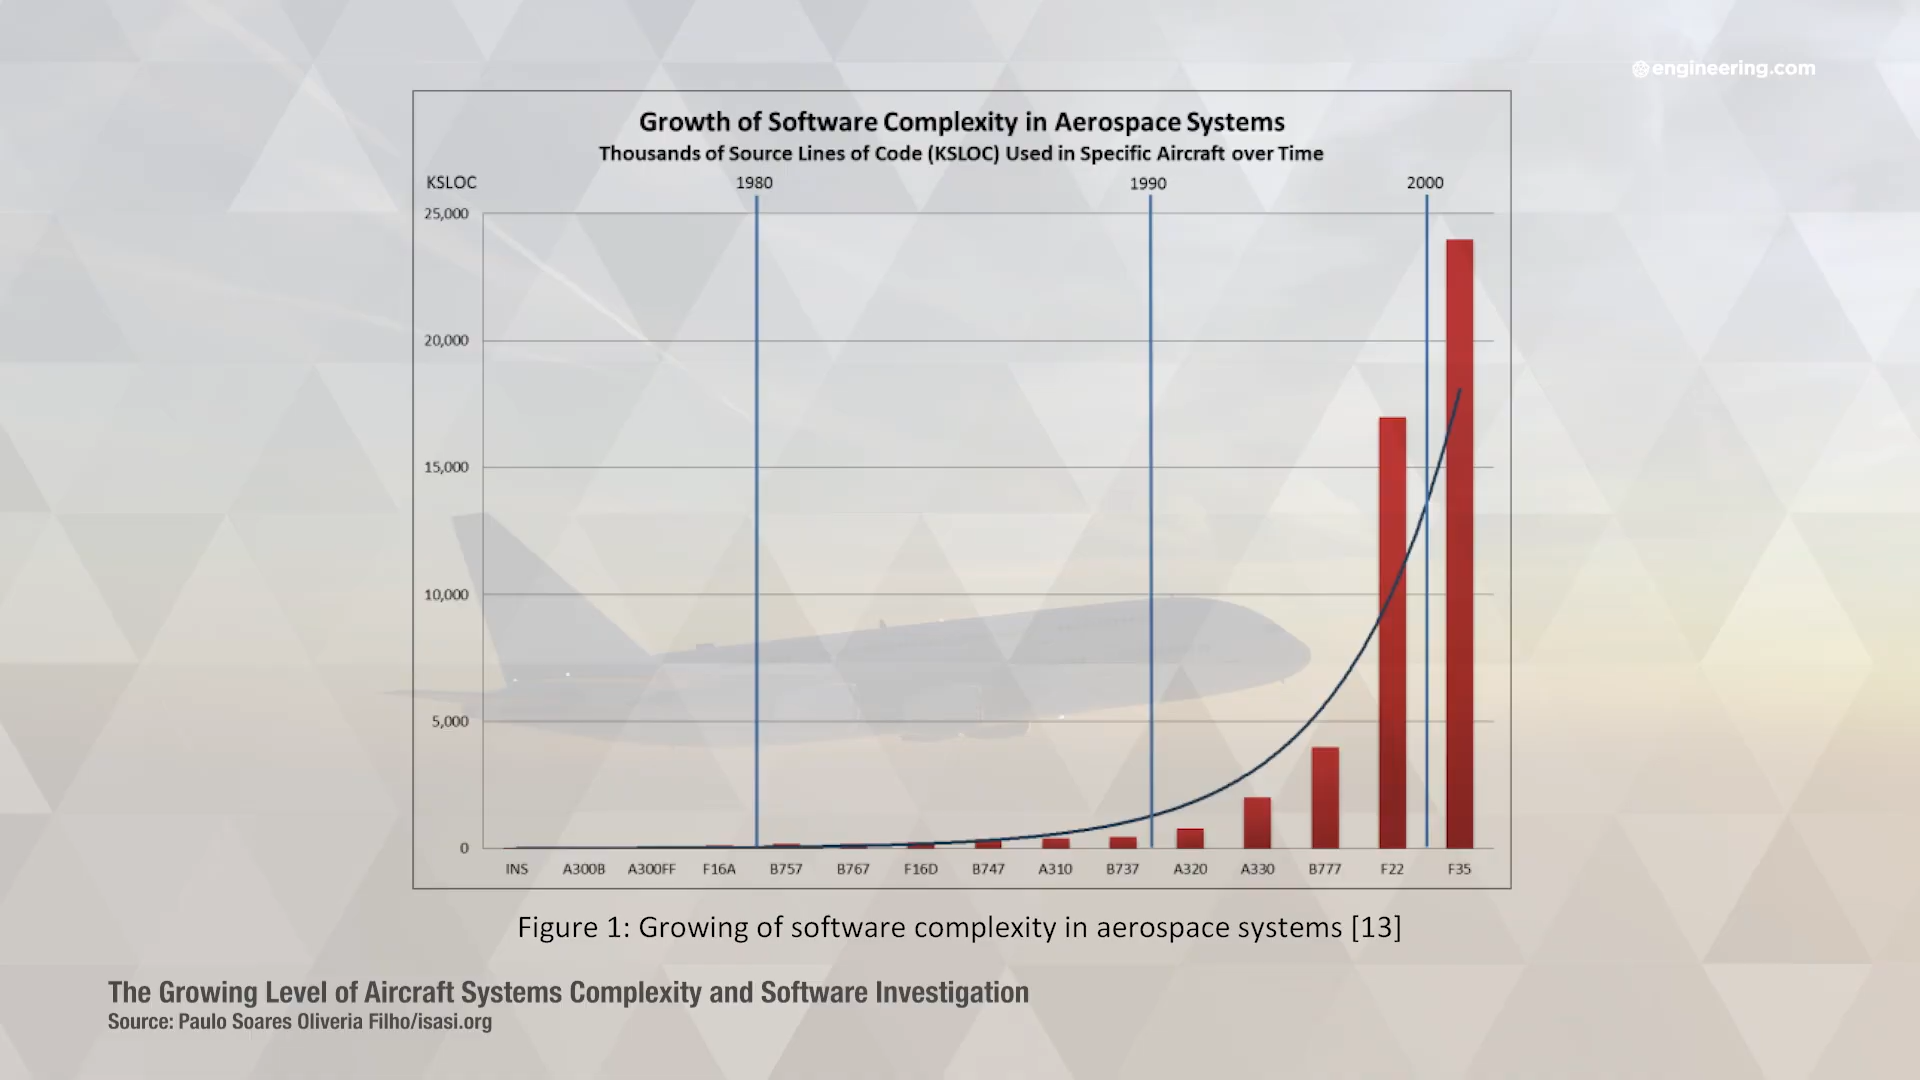 engineering.com
Growth of Software Complexity in Aerospace Systems
Thousands of Source Lines of Code (KSLOC) Used in Specific Aircraft over Time
KSLOC 1980 1990 2000
25,000
20,000
15,000
10,000
5,000
0
INS A300B A300FF F16A B757 B767 F16D B747 A310 B737 A320 A330 B777 F22 F35
Figure 1: Growing of software complexity in aerospace systems [13]
The Growing Level of Aircraft Systems Complexity and Software Investigation
Source: Paulo Soares Oliveria Filho/isasi.org